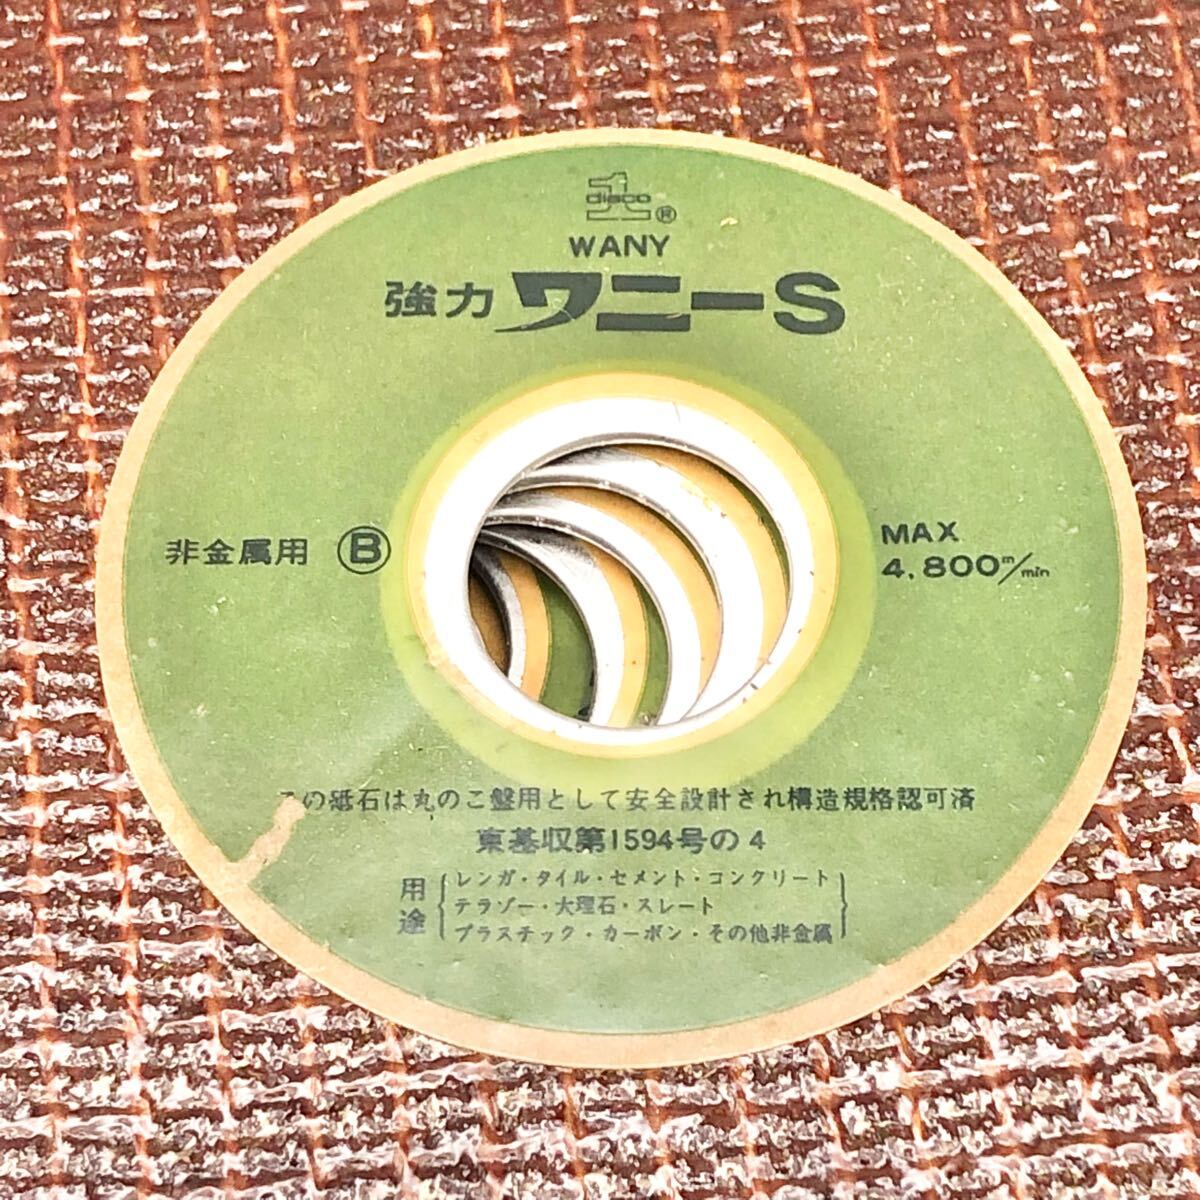 1
disco®
WANY
強力 ワニーS
非金属用 Ⓑ
MAX
4,800m/min
この砥石は丸のこ盤用として安全設計され構造規格認可済
東基収第1594号の4
用途
レンガ・タイル・セメント・コンクリート
テラゾー・大理石・スレート
プラスチック・カーボン・その他非金属